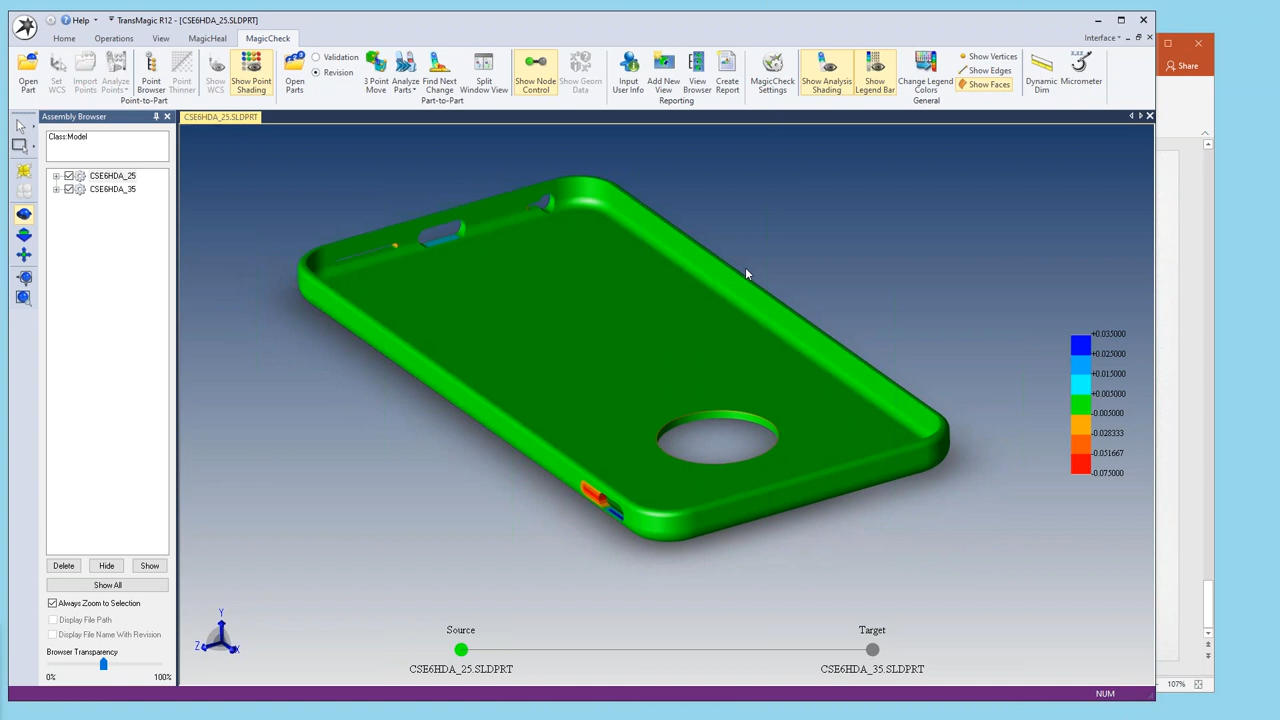 Help TransMagic R12 - [CSE6HDA_25.SLDPRT]
Home Operations View MagicHeal MagicCheck Interface
Open Part
Set WCS
Import Points
Analyze Points
Point Browser
Point Thinner
Show WCS
Show Point Shading
Point-to-Part
Open Parts
Validation
Revision
3 Point Move
Analyze Parts
Find Next Change
Split Window View
Show Node Control
Show Geom Data
Part-to-Part
Input User Info
Add New View
View Browser
Create Report
Reporting
MagicCheck Settings
Show Analysis Shading
Show Legend Bar
Change Legend Colors
Show Vertices
Show Edges
Show Faces
General
Dynamic Dim
Micrometer
Share
Assembly Browser
Class:Model
CSE6HDA_25
CSE6HDA_35
Delete Hide Show
Show All
Always Zoom to Selection
Display File Path
Display File Name With Revision
Browser Transparency
0% 100%
CSE6HDA_25.SLDPRT
+0.035000
+0.025000
+0.015000
+0.005000
-0.005000
-0.028333
-0.051667
-0.075000
Y
Z X
Source
CSE6HDA_25.SLDPRT
Target
CSE6HDA_35.SLDPRT
NUM
107%